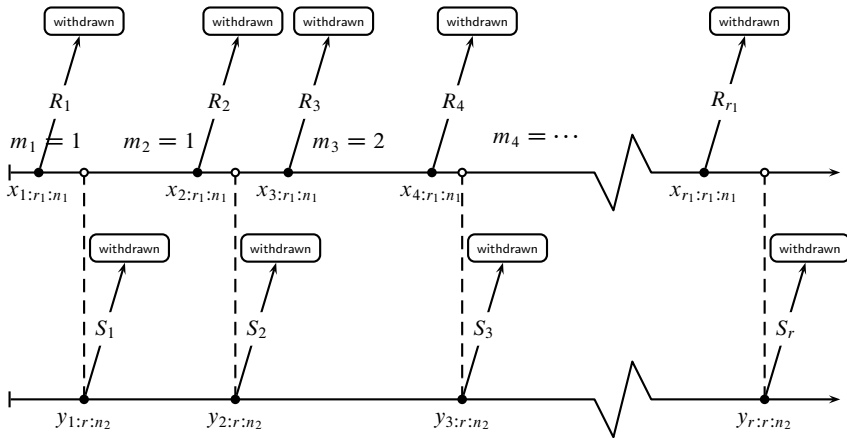 withdrawn withdrawn withdrawn withdrawn withdrawn
R₁ R₂ R₃ R₄ Rᵣ₁
m₁ = 1 m₂ = 1 m₃ = 2 m₄ = ⋯
x₁:r₁:n₁ x₂:r₁:n₁ x₃:r₁:n₁ x₄:r₁:n₁ xᵣ₁:r₁:n₁
withdrawn withdrawn withdrawn withdrawn
S₁ S₂ S₃ Sᵣ
y₁:r:n₂ y₂:r:n₂ y₃:r:n₂ yᵣ:r:n₂